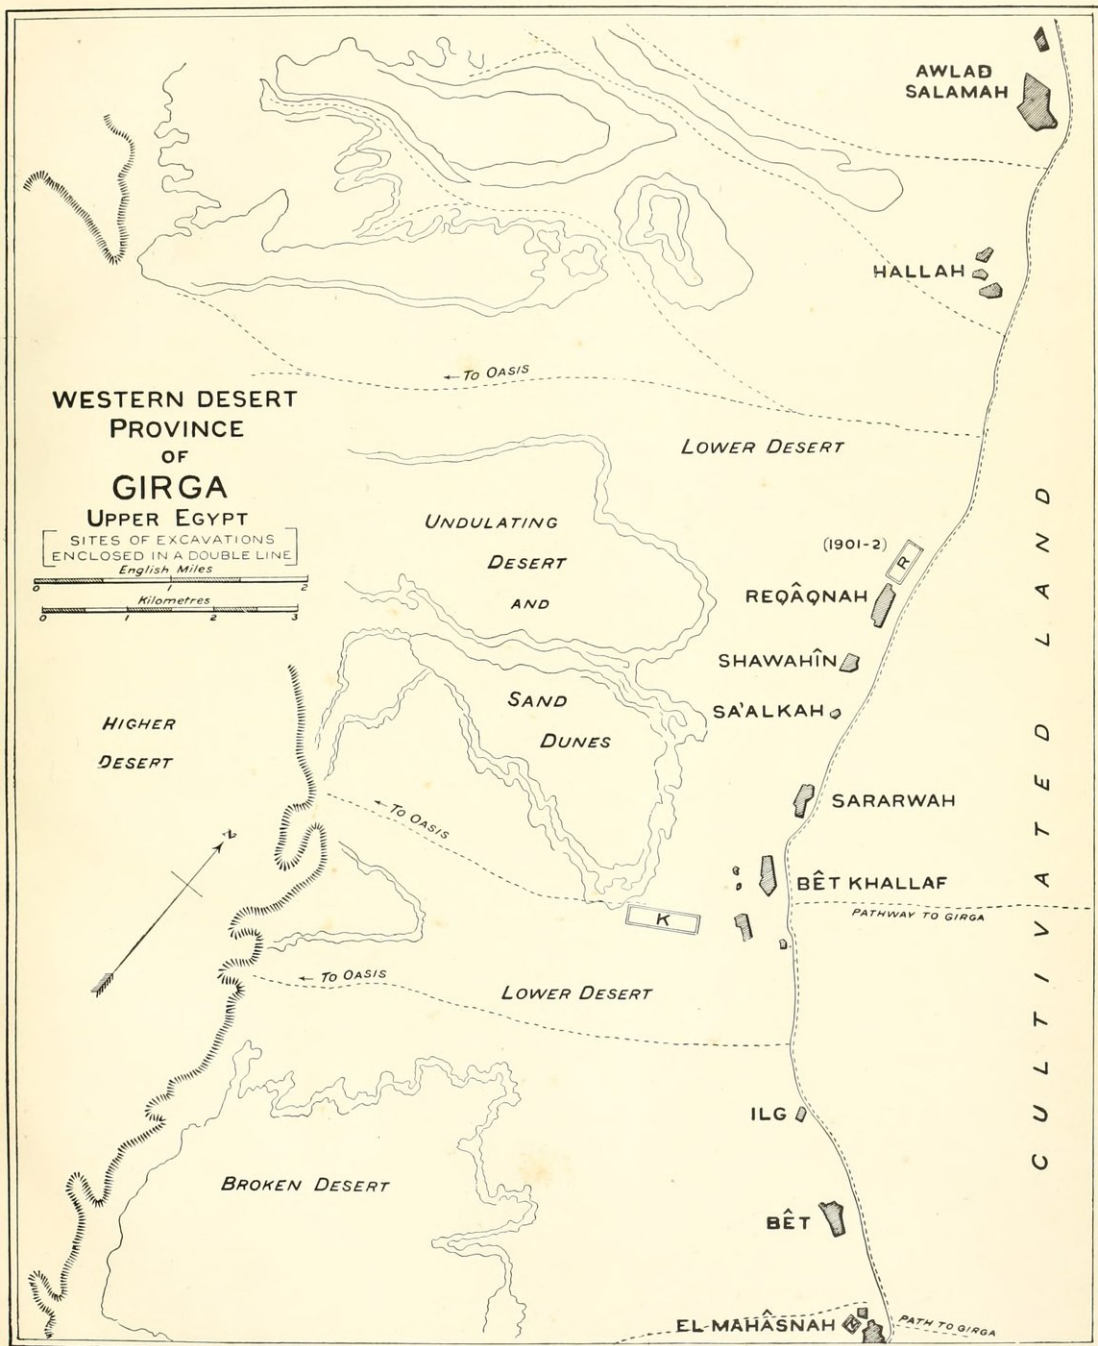 AWLAD
SALAMAH
HALLAH
← TO OASIS
WESTERN DESERT
PROVINCE
OF
GIRGA
UPPER EGYPT
[SITES OF EXCAVATIONS
ENCLOSED IN A DOUBLE LINE]
English Miles
0 1 2
Kilometres
0 1 2 3
LOWER DESERT
UNDULATING
DESERT
AND
SAND
DUNES
(1901-2)
R
REQÂQNAH
SHAWAHÎN
SA'ALKAH
HIGHER
DESERT
SARARWAH
← TO OASIS
N
BÊT KHALLAF
K
PATHWAY TO GIRGA
← TO OASIS
LOWER DESERT
CULTIVATED LAND
ILG
BROKEN DESERT
BÊT
EL-MAHÂSNAH
N
PATH TO GIRGA